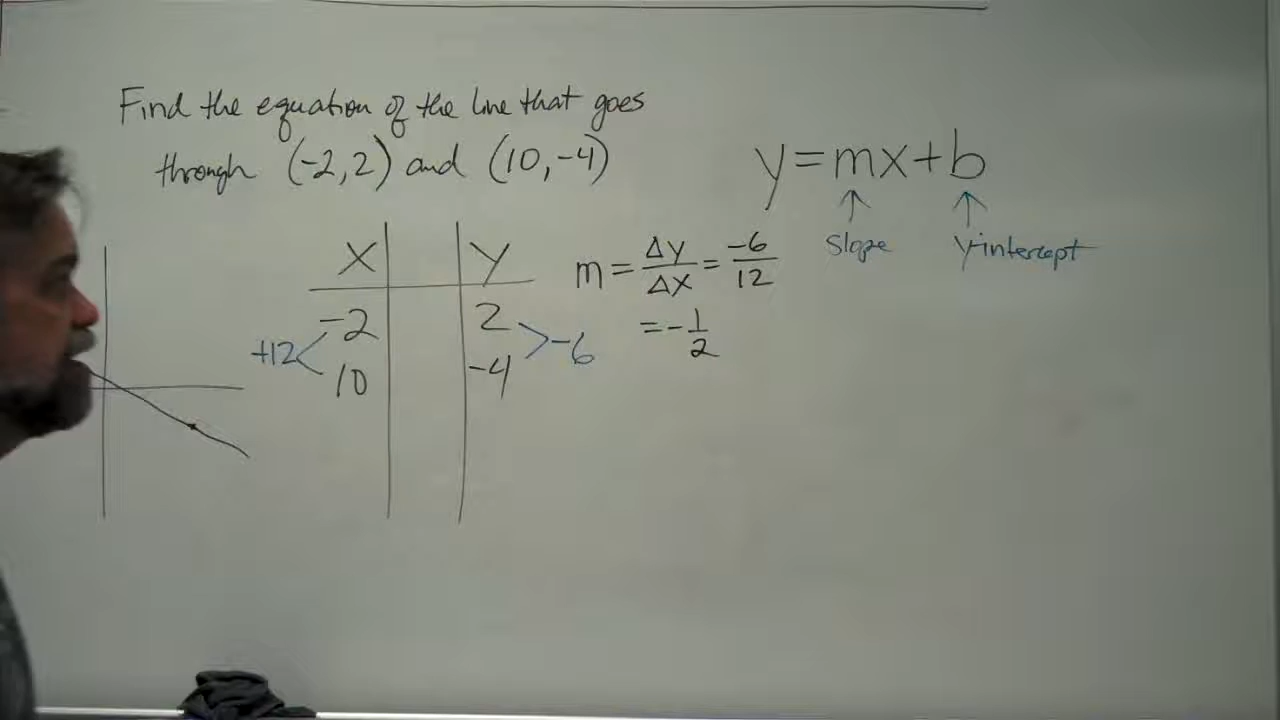 Find the equation of the line that goes
through (-2,2) and (10,-4)
y=mx+b
slope y-intercept
X Y
-2 2
10 -4
+12 -6
m = ΔY/ΔX = -6/12
= -1/2